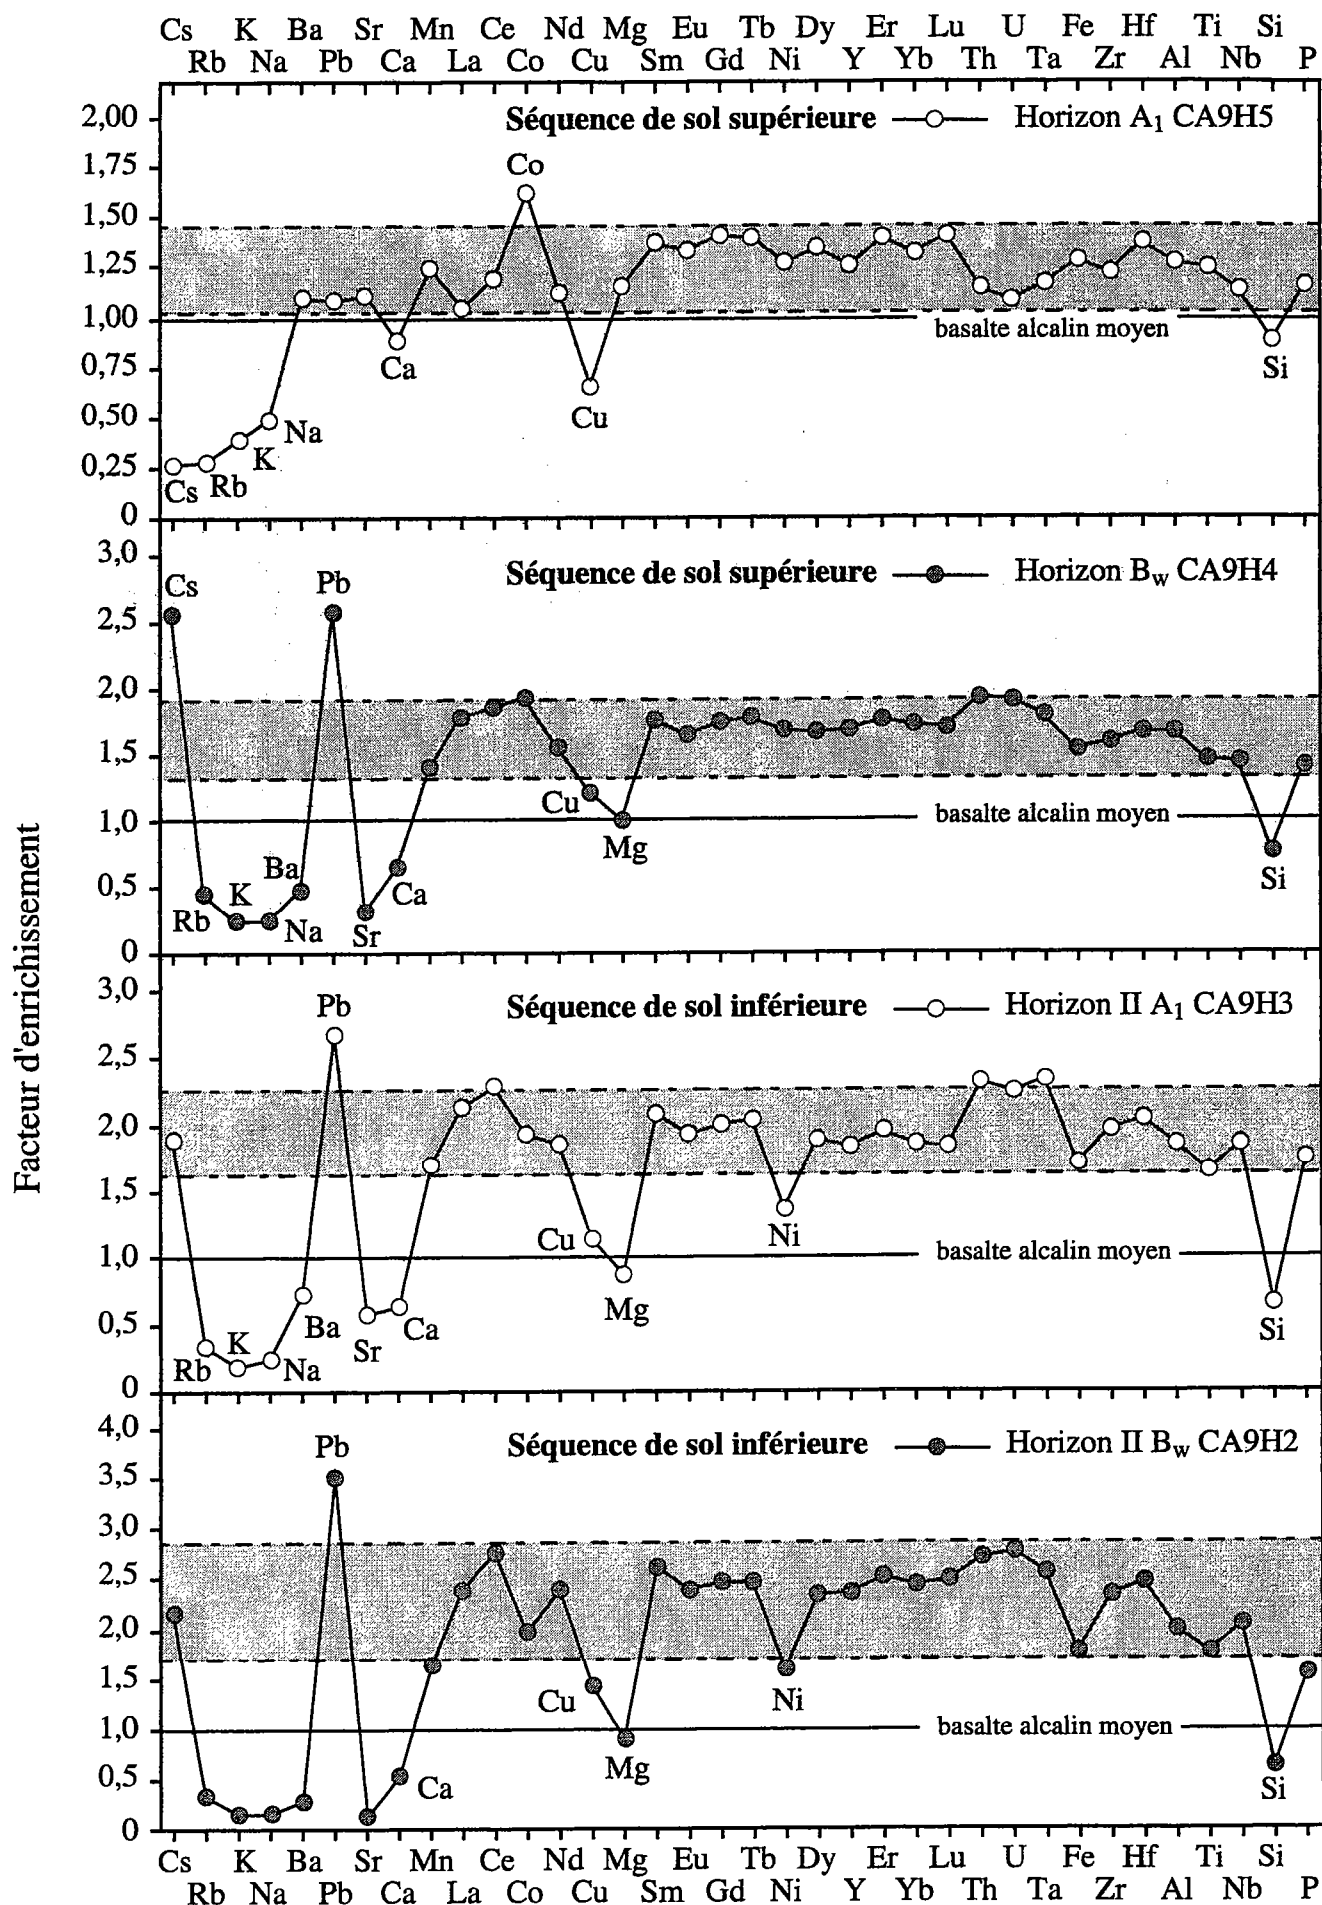 Cs K Ba Sr Mn Ce Nd Mg Eu Tb Dy Er Lu U Fe Hf Ti Si
Rb Na Pb Ca La Co Cu Sm Gd Ni Y Yb Th Ta Zr Al Nb P
Facteur d'enrichissement
2,00
Séquence de sol supérieure Horizon A1 CA9H5
1,75
Co
1,50
1,25
1,00
basalte alcalin moyen
0,75
Ca
Si
0,50
Cu
Na
K
0,25
Cs Rb
0
3,0
Séquence de sol supérieure Horizon Bw CA9H4
Cs Pb
2,5
2,0
1,5
Cu
1,0
basalte alcalin moyen
Mg
Ba
Si
0,5
K
Ca
Rb
Na
Sr
0
3,0
Séquence de sol inférieure Horizon II A1 CA9H3
Pb
2,5
2,0
1,5
Cu
Ni
1,0
basalte alcalin moyen
Mg
0,5
Ba
Ca
Si
K
Sr
Rb
Na
0
4,0
Séquence de sol inférieure Horizon II Bw CA9H2
Pb
3,5
3,0
2,5
2,0
1,5
Cu
Ni
1,0
basalte alcalin moyen
Mg
0,5
Ca
Si
0
Cs K Ba Sr Mn Ce Nd Mg Eu Tb Dy Er Lu U Fe Hf Ti Si
Rb Na Pb Ca La Co Cu Sm Gd Ni Y Yb Th Ta Zr Al Nb P